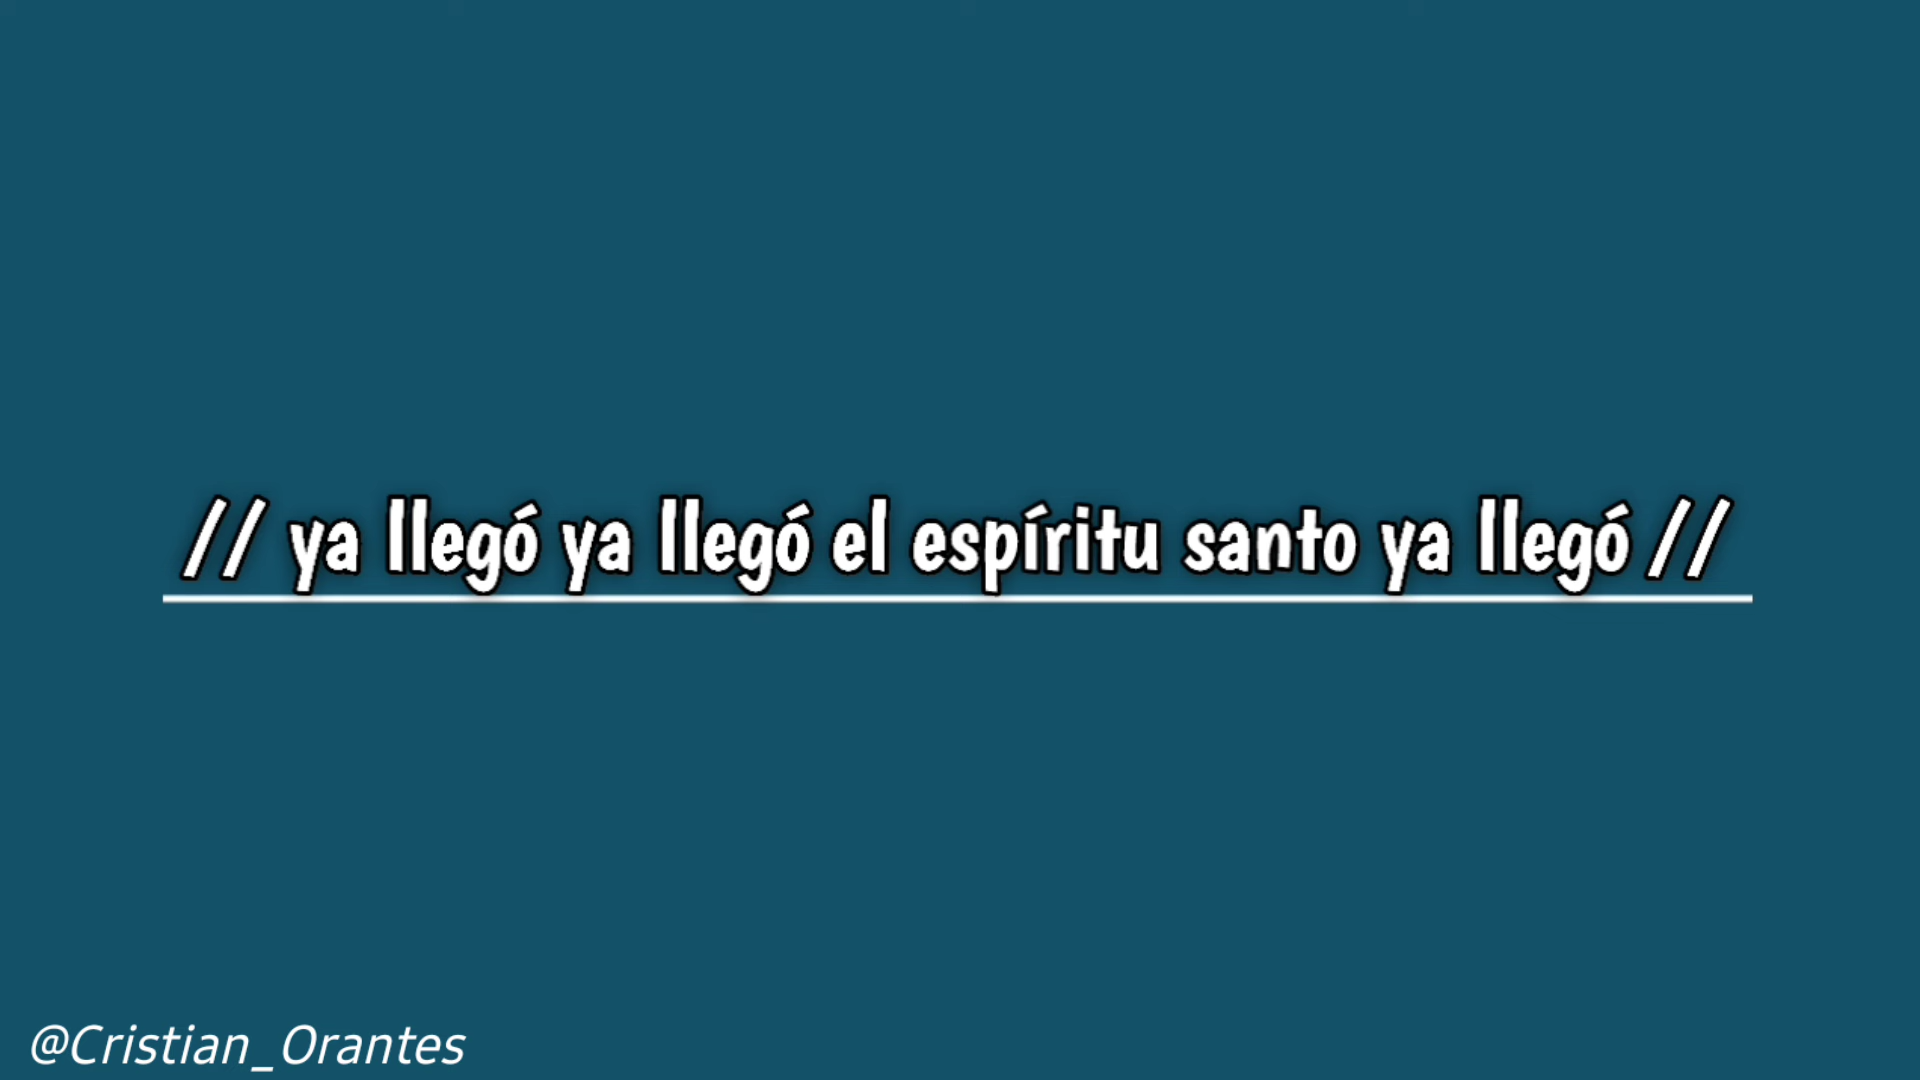 // ya llegó ya llegó el espíritu santo ya llegó //
@Cristian_Orantes